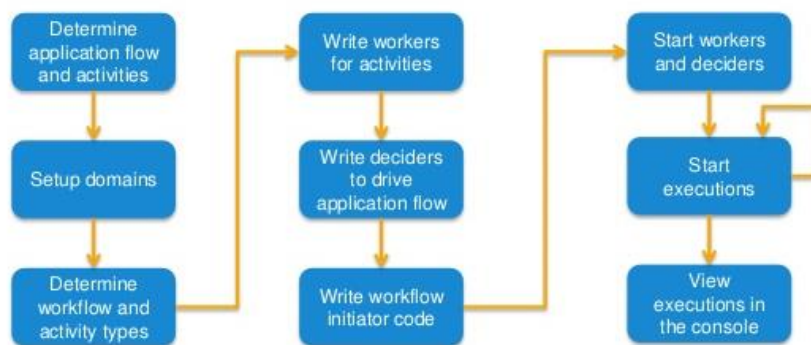 Determine
application flow
and activities
Setup domains
Determine
workflow and
activity types
Write workers
for activities
Write deciders
to drive
application flow
Write workflow
initiator code
Start workers
and deciders
Start
executions
View
executions in
the console